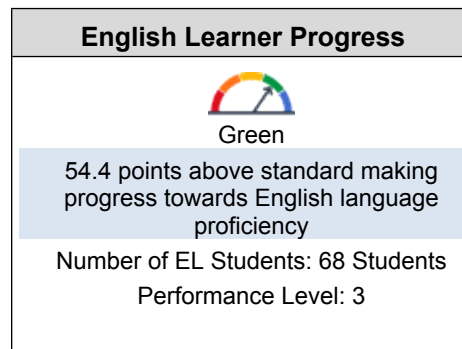 English Learner Progress
Green
54.4 points above standard making
progress towards English language
proficiency
Number of EL Students: 68 Students
Performance Level: 3